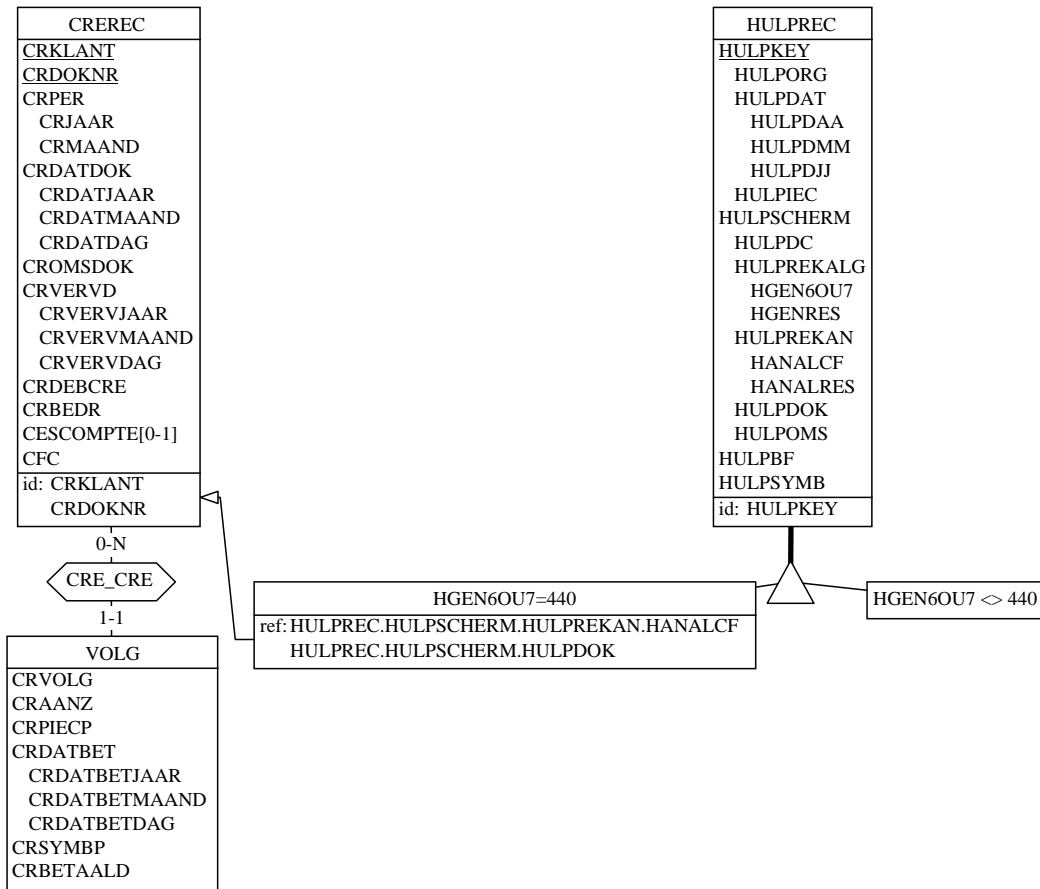 CREREC
CRKLANT
CRDOKNR
CRPER
CRJAAR
CRMAAND
CRDATDOK
CRDATJAAR
CRDATMAAND
CRDATDAG
CROMSDOK
CRVERVD
CRVERVJAAR
CRVERVMAAND
CRVERVDAG
CRDEBCRE
CRBEDR
CESCOMPTE[0-1]
CFC
id: CRKLANT
CRDOKNR
0-N
CRE_CRE
1-1
VOLG
CRVOLG
CRAANZ
CRPIECP
CRDATBET
CRDATBETJAAR
CRDATBETMAAND
CRDATBETDAG
CRSYMBP
CRBETAALD
HULPREC
HULPKEY
HULPORG
HULPDAT
HULPDAA
HULPDMM
HULPDJJ
HULPIEC
HULPSCHERM
HULPDC
HULPREKALG
HGEN6OU7
HGENRES
HULPREKAN
HANALCF
HANALRES
HULPDOK
HULPOMS
HULPBF
HULPSYMB
id: HULPKEY
HGEN6OU7=440
ref: HULPREC.HULPSCHERM.HULPREKAN.HANALCF
HULPREC.HULPSCHERM.HULPDOK
HGEN6OU7 <> 440